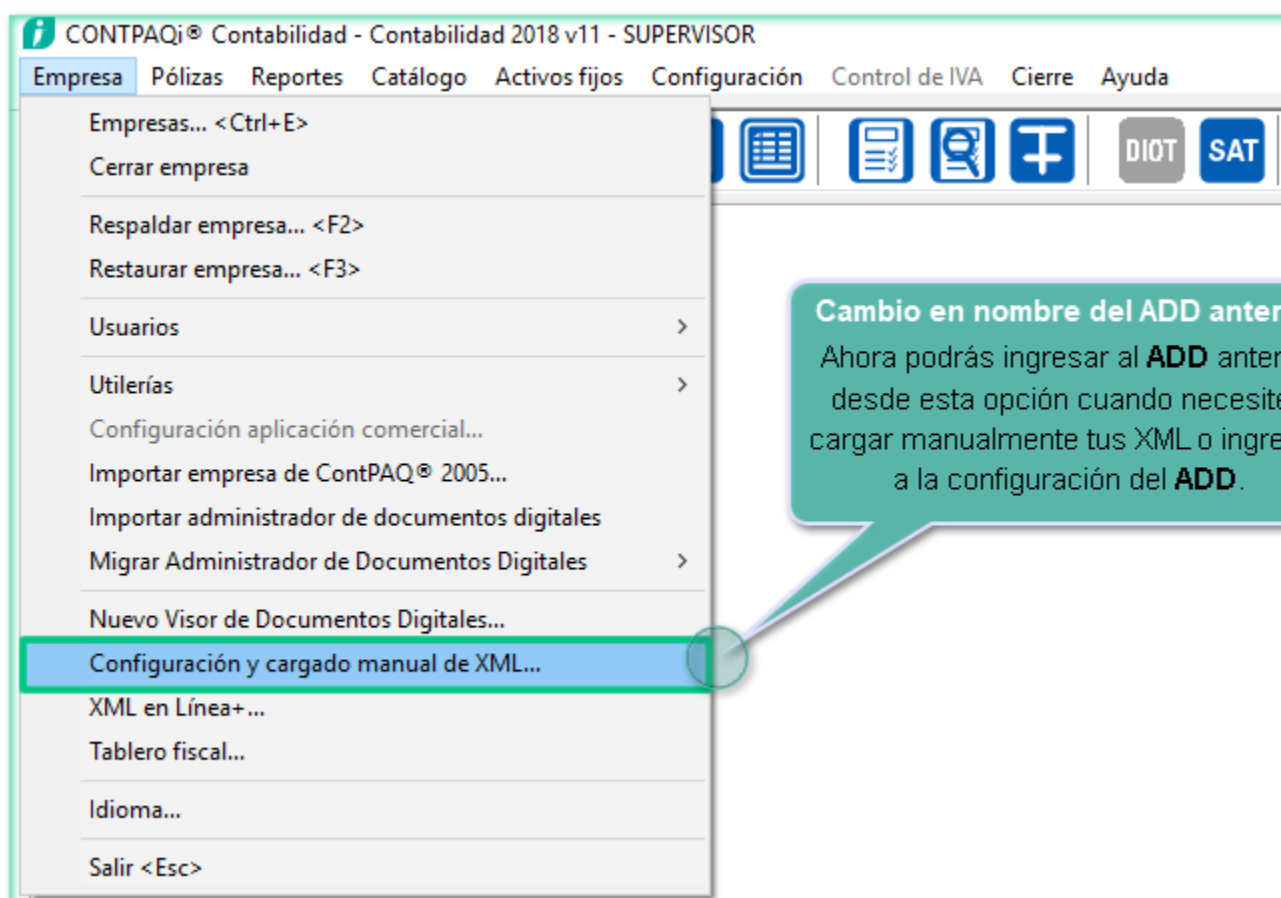 CONTPAQi® Contabilidad - Contabilidad 2018 v11 - SUPERVISOR
Empresa Pólizas Reportes Catálogo Activos fijos Configuración Control de IVA Cierre Ayuda
DIOT SAT
Empresas... <Ctrl+E>
Cerrar empresa
Respaldar empresa... <F2>
Restaurar empresa... <F3>
Usuarios
Utilerías
Configuración aplicación comercial...
Importar empresa de ContPAQ® 2005...
Importar administrador de documentos digitales
Migrar Administrador de Documentos Digitales
Nuevo Visor de Documentos Digitales...
Configuración y cargado manual de XML...
XML en Línea+...
Tablero fiscal...
Idioma...
Salir <Esc>
Cambio en nombre del ADD anter
Ahora podrás ingresar al ADD anter
desde esta opción cuando necesite
cargar manualmente tus XML o ingre
a la configuración del ADD.